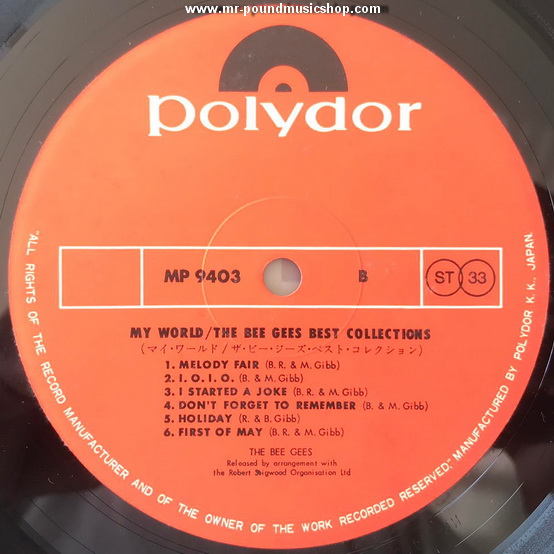 www.mr-poundmusicshop.com
polydor
MP 9403 B ST 33
MY WORLD/THE BEE GEES BEST COLLECTIONS
(マイ・ワールド/ザ・ビー・ジーズ・ベスト・コレクション)
1. MELODY FAIR (B.R. & M. Gibb)
2. I. O. I. O. (B. & M. Gibb)
3. I STARTED A JOKE (B.R. & M. Gibb)
4. DON'T FORGET TO REMEMBER (B. & M. Gibb)
5. HOLIDAY (R. & B. Gibb)
6. FIRST OF MAY (B.R. & M. Gibb)
THE BEE GEES
Released by arrangement with
the Robert Stigwood Organisation Ltd
"ALL RIGHTS OF THE RECORD MANUFACTURER AND OF THE OWNER OF THE WORK RECORDED RESERVED," MANUFACTURED BY POLYDOR K.K., JAPAN.